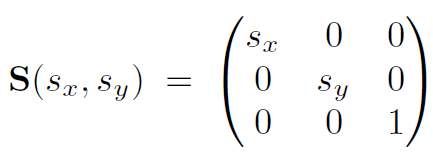 S(s_x, s_y) = ( s_x 0 0
0 s_y 0
0 0 1 )